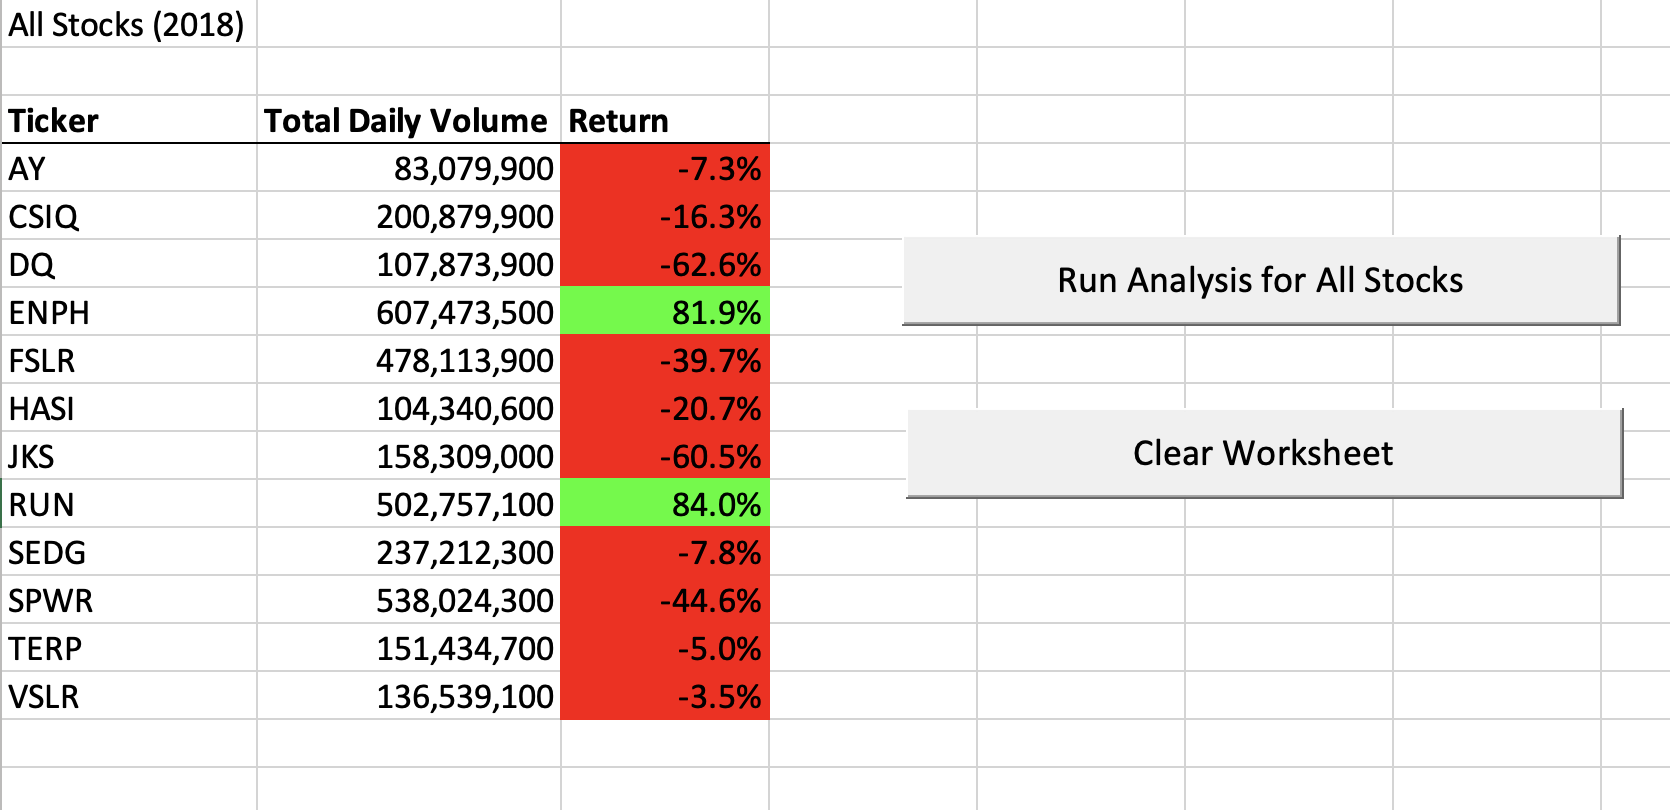 All Stocks (2018)
Ticker Total Daily Volume Return
AY 83,079,900 -7.3%
CSIQ 200,879,900 -16.3%
DQ 107,873,900 -62.6%
ENPH 607,473,500 81.9%
FSLR 478,113,900 -39.7%
HASI 104,340,600 -20.7%
JKS 158,309,000 -60.5%
RUN 502,757,100 84.0%
SEDG 237,212,300 -7.8%
SPWR 538,024,300 -44.6%
TERP 151,434,700 -5.0%
VSLR 136,539,100 -3.5%
Run Analysis for All Stocks
Clear Worksheet